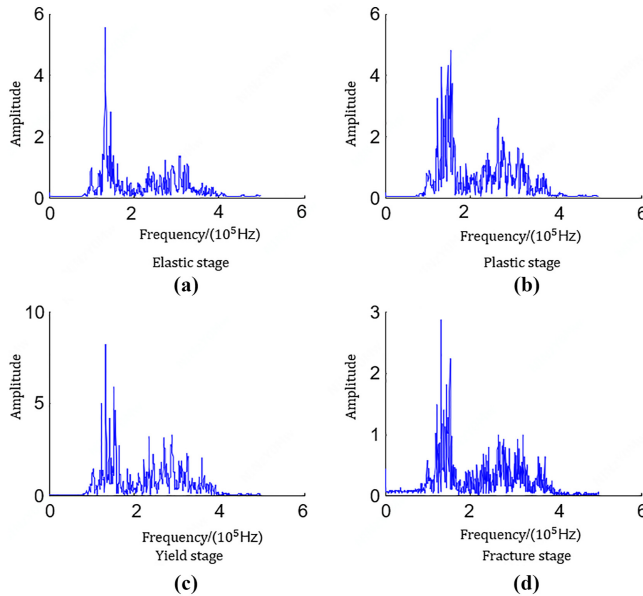 6
4
2
0
Amplitude
0 2 4 6
Frequency/(10⁵Hz)
Elastic stage
(a)
6
4
2
0
Amplitude
0 2 4 6
Frequency/(10⁵Hz)
Plastic stage
(b)
10
5
0
Amplitude
0 2 4 6
Frequency/(10⁵Hz)
Yield stage
(c)
3
2
1
0
Amplitude
0 2 4 6
Frequency/(10⁵Hz)
Fracture stage
(d)